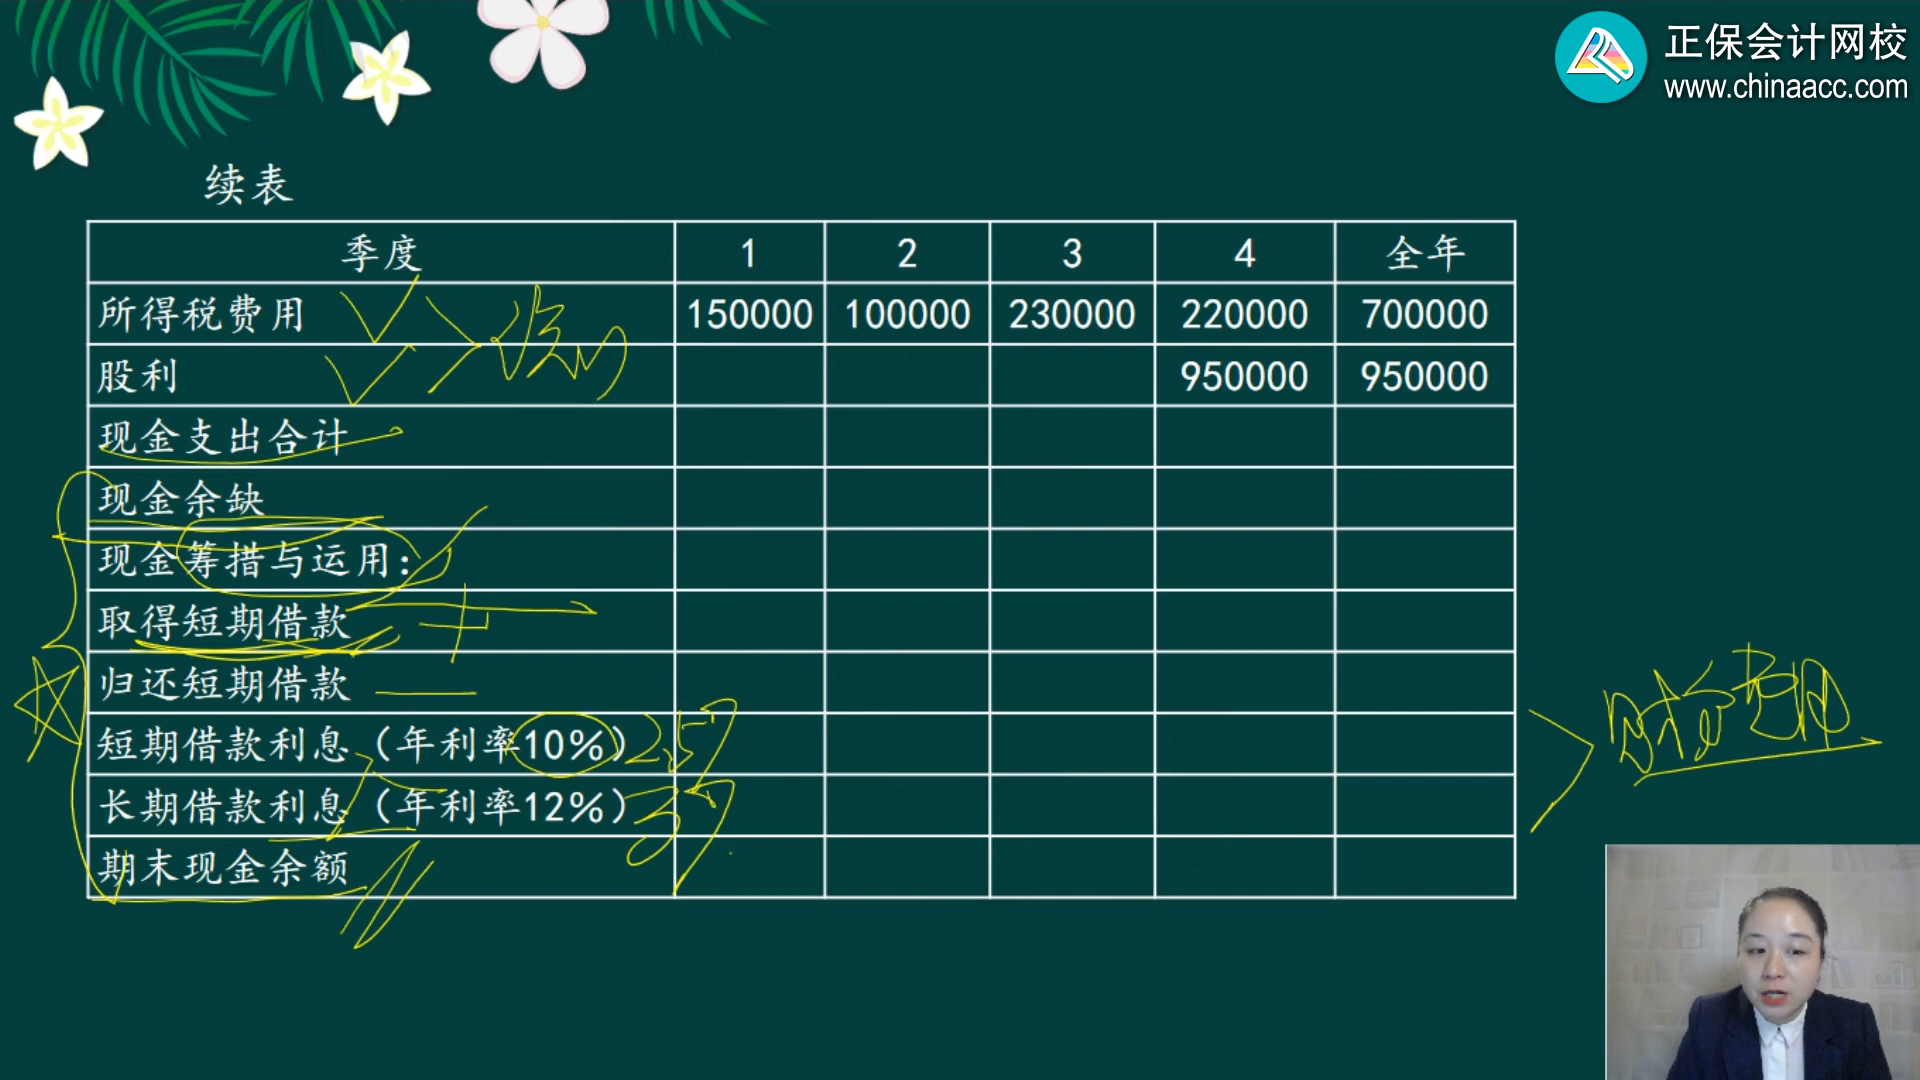 正保会计网校
www.chinaacc.com
续表
季度 1 2 3 4 全年
所得税费用 150000 100000 230000 220000 700000
股利 950000 950000
现金支出合计
现金余缺
现金筹措与运用：
取得短期借款
归还短期借款
短期借款利息（年利率10%） 2.5%
长期借款利息（年利率12%） 3%
期末现金余额